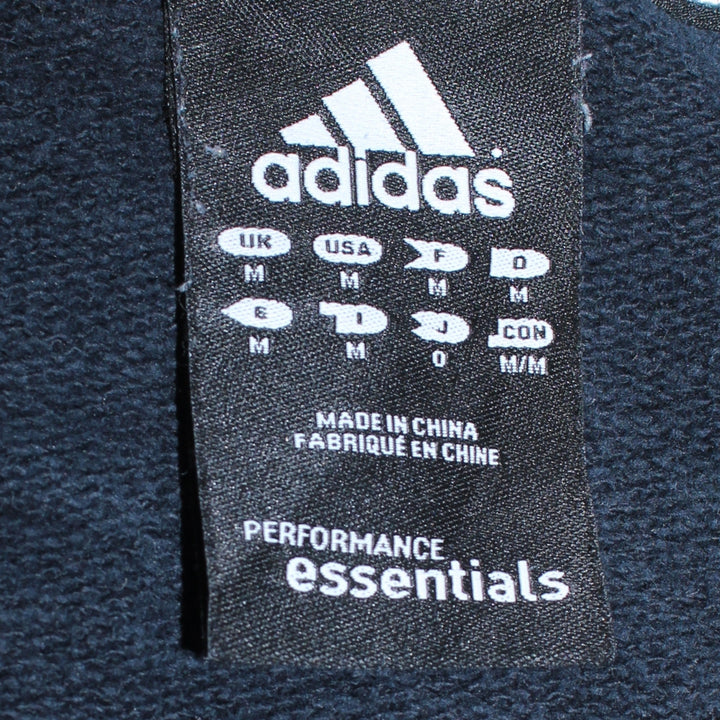 adidas
UK USA F D
M M M M
E I J CON
M M O M/M
MADE IN CHINA
FABRIQUÉ EN CHINE
PERFORMANCE
essentials